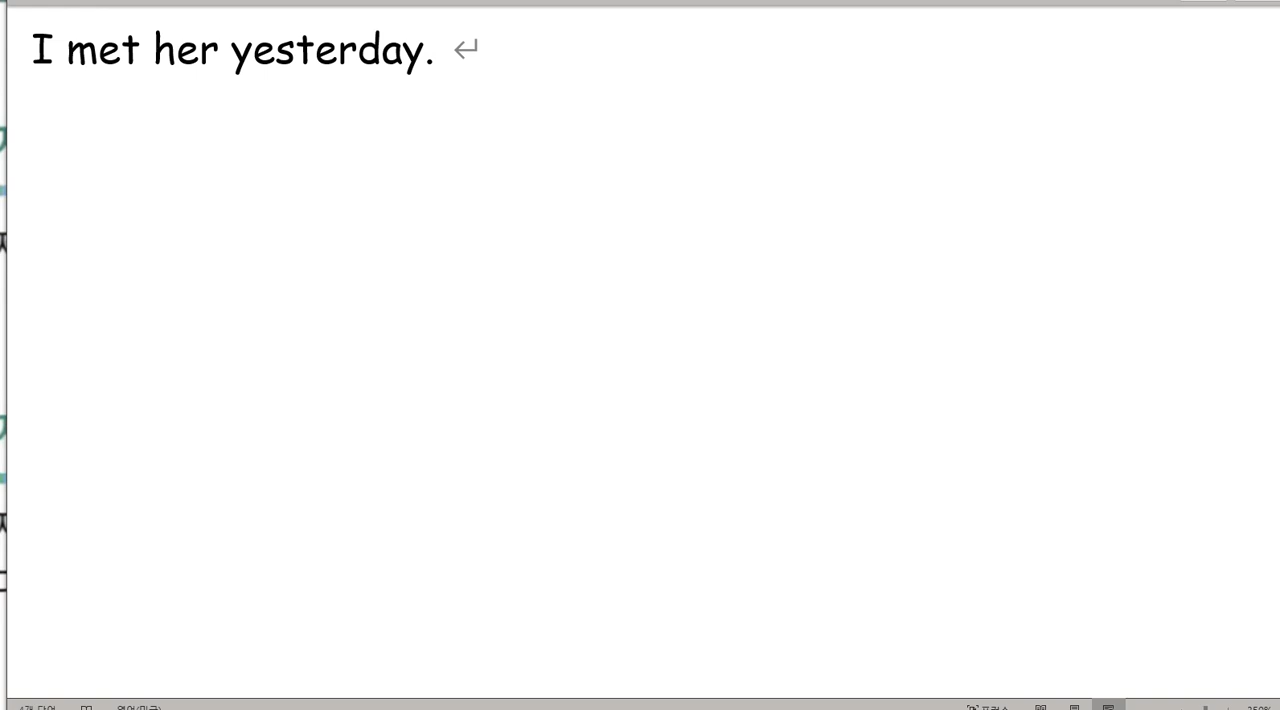 I met her yesterday. ↵